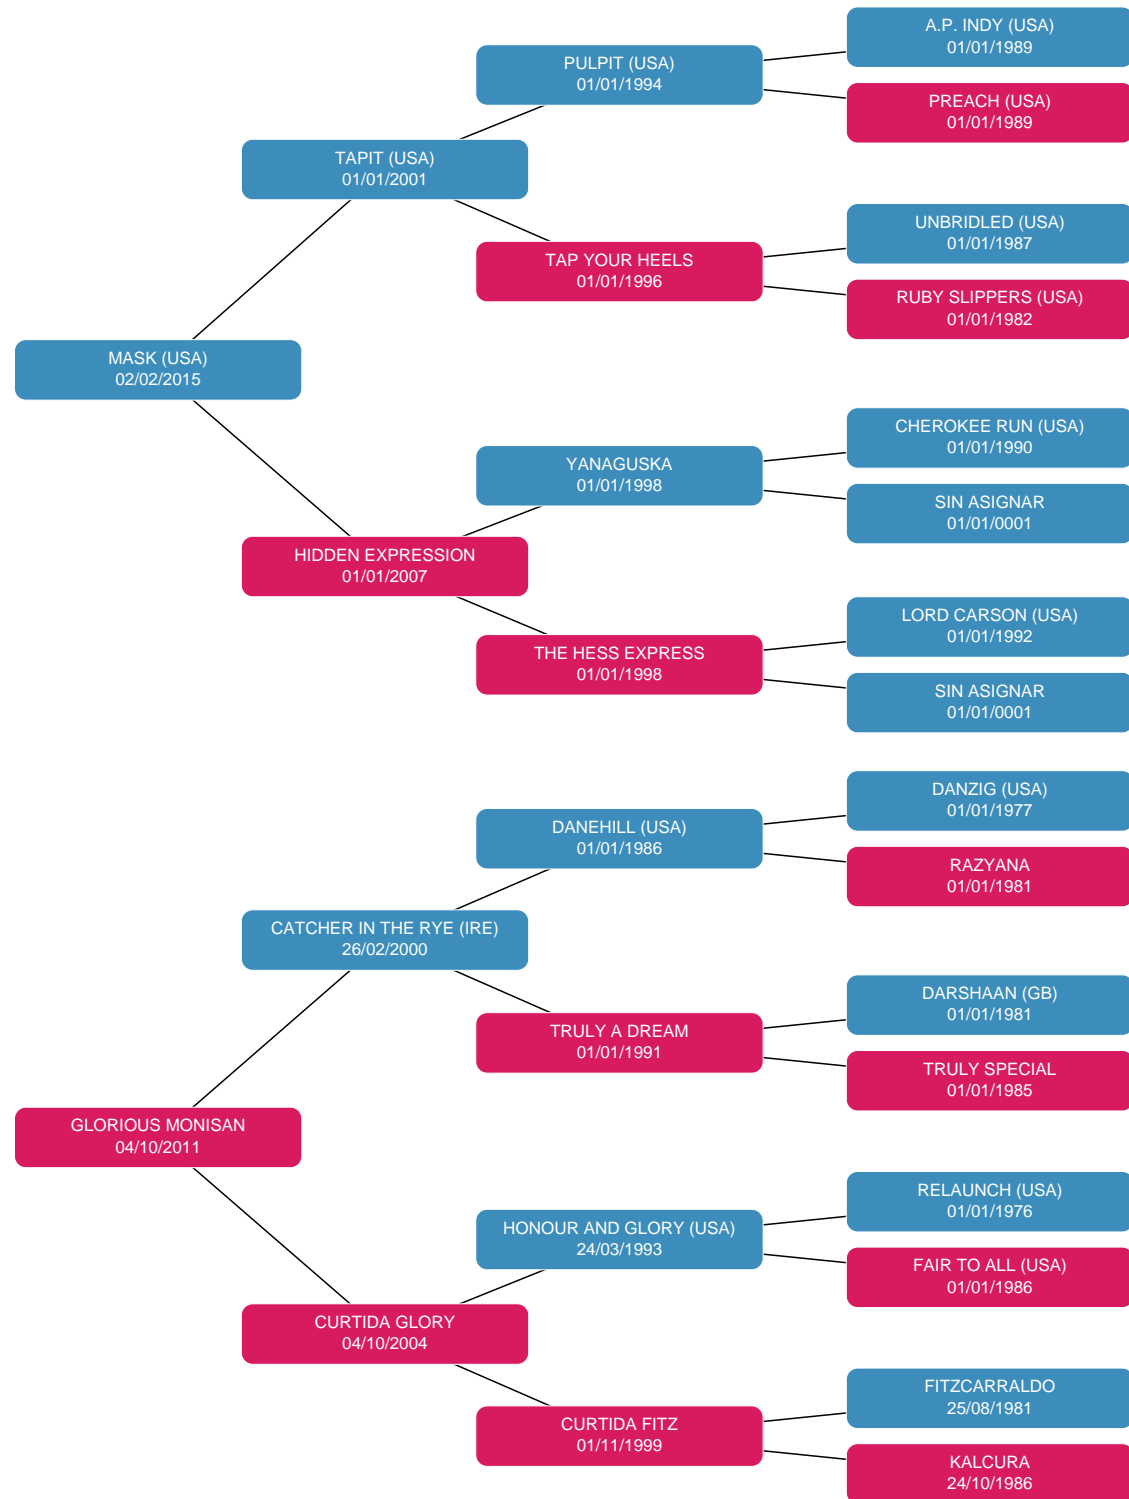 A.P. INDY (USA)
01/01/1989
PULPIT (USA)
01/01/1994
PREACH (USA)
01/01/1989
TAPIT (USA)
01/01/2001
UNBRIDLED (USA)
01/01/1987
TAP YOUR HEELS
01/01/1996
RUBY SLIPPERS (USA)
01/01/1982
MASK (USA)
02/02/2015
CHEROKEE RUN (USA)
01/01/1990
YANAGUSKA
01/01/1998
SIN ASIGNAR
01/01/0001
HIDDEN EXPRESSION
01/01/2007
LORD CARSON (USA)
01/01/1992
THE HESS EXPRESS
01/01/1998
SIN ASIGNAR
01/01/0001
DANZIG (USA)
01/01/1977
DANEHILL (USA)
01/01/1986
RAZYANA
01/01/1981
CATCHER IN THE RYE (IRE)
26/02/2000
DARSHAAN (GB)
01/01/1981
TRULY A DREAM
01/01/1991
TRULY SPECIAL
01/01/1985
GLORIOUS MONISAN
04/10/2011
RELAUNCH (USA)
01/01/1976
HONOUR AND GLORY (USA)
24/03/1993
FAIR TO ALL (USA)
01/01/1986
CURTIDA GLORY
04/10/2004
FITZCARRALDO
25/08/1981
CURTIDA FITZ
01/11/1999
KALCURA
24/10/1986